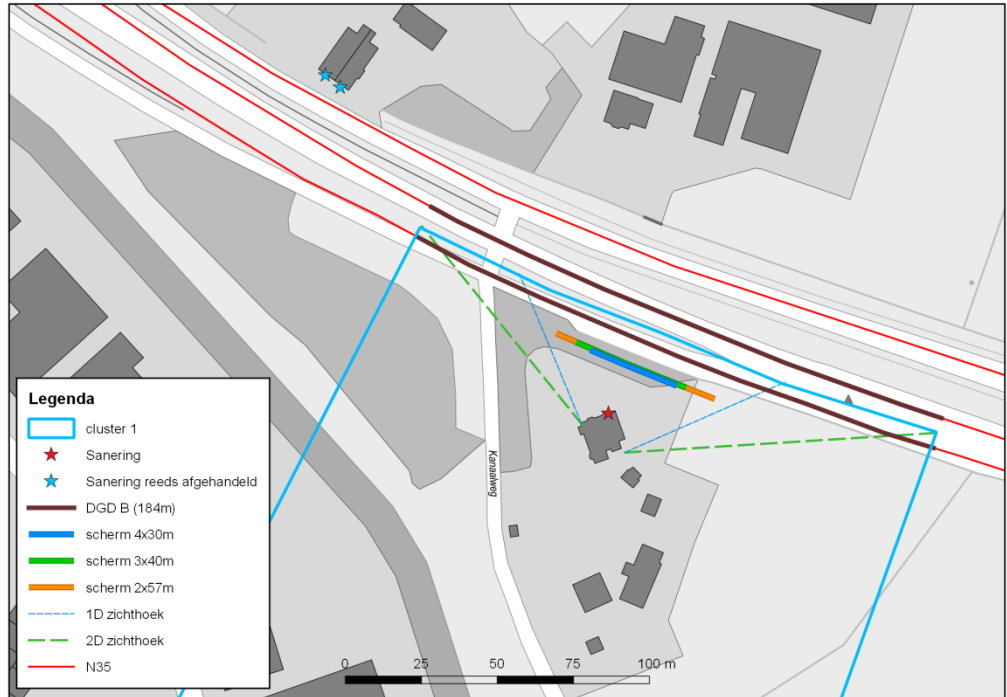 Kanaalweg
Legenda
cluster 1
Sanering
Sanering reeds afgehandeld
DGD B (184m)
scherm 4x30m
scherm 3x40m
scherm 2x57m
1D zichthoek
2D zichthoek
N35
0 25 50 75 100 m